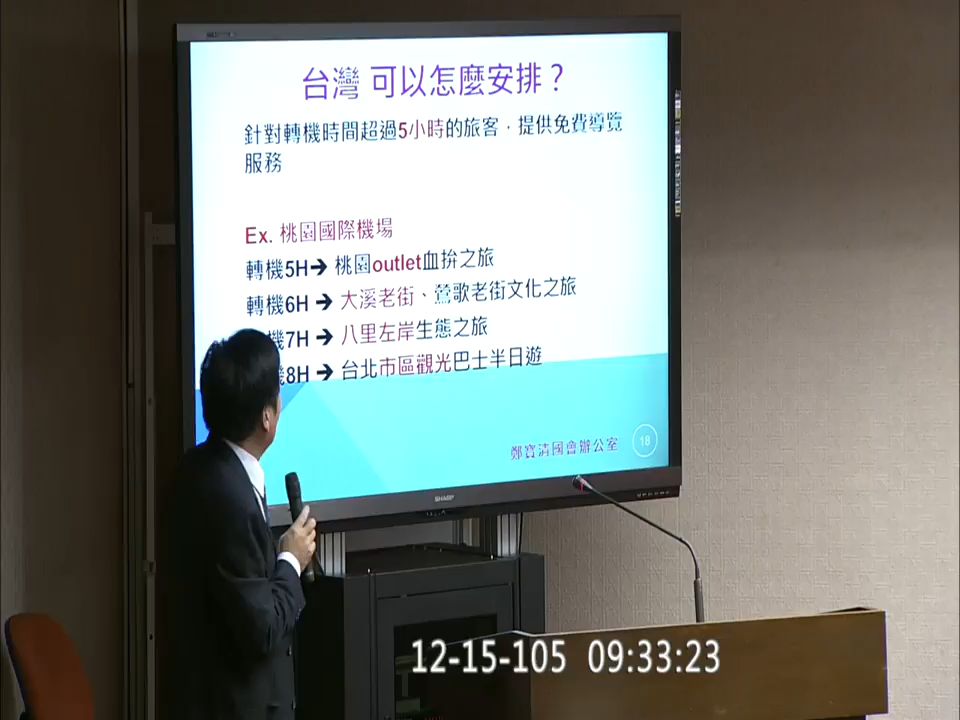 台灣 可以怎麼安排？
針對轉機時間超過5小時的旅客，提供免費導覽
服務
Ex. 桃園國際機場
轉機5H➔ 桃園outlet血拚之旅
轉機6H ➔ 大溪老街、鶯歌老街文化之旅
機7H ➔ 八里左岸生態之旅
機8H ➔ 台北市區觀光巴士半日遊
鄭寶清國會辦公室 18
SHARP
12-15-105 09:33:23